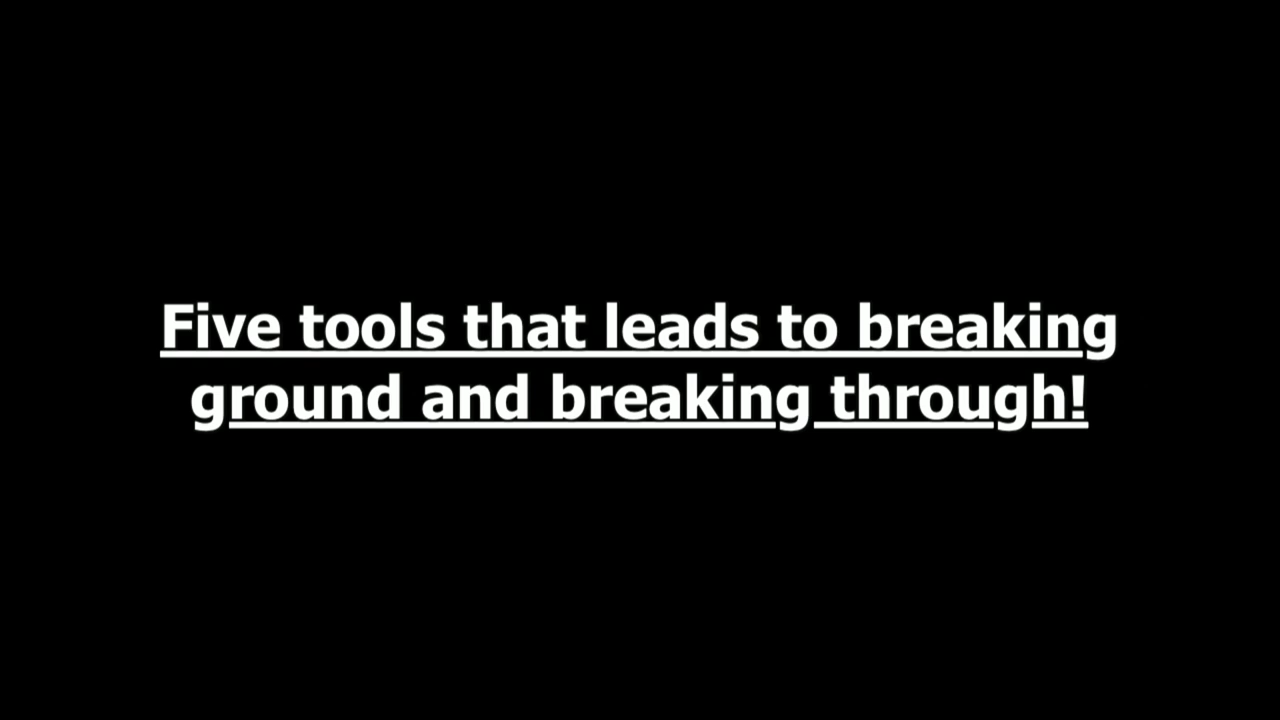 Five tools that leads to breaking
ground and breaking through!